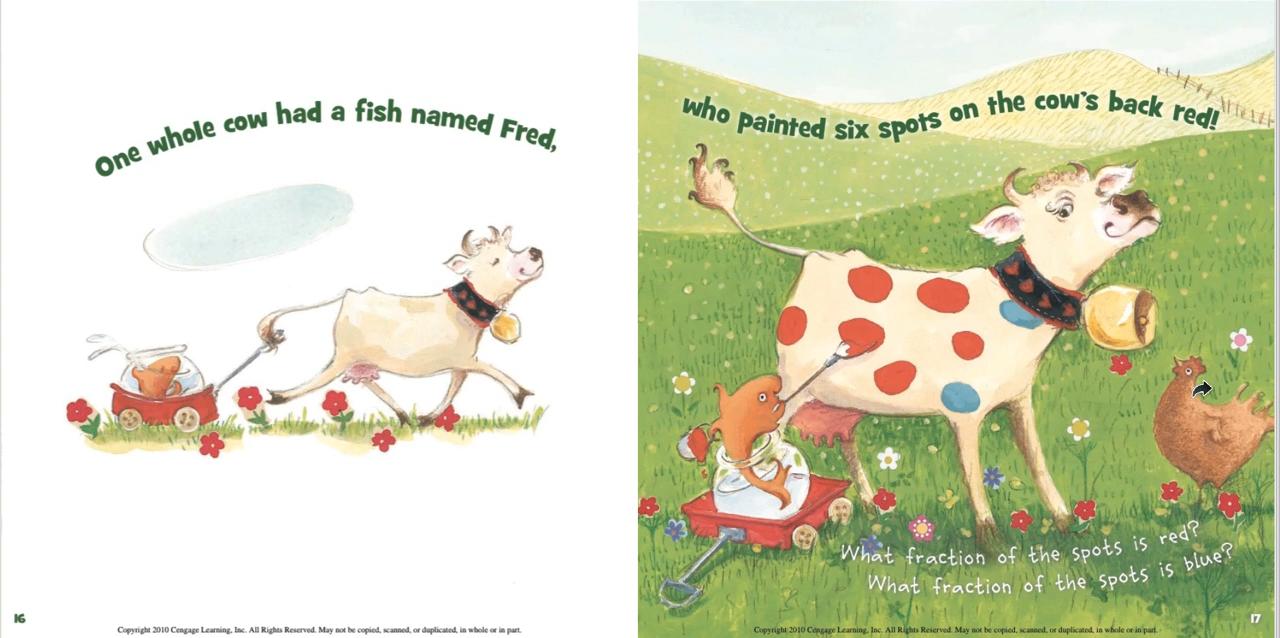 One whole cow had a fish named Fred,
16
Copyright 2010 Cengage Learning, Inc. All Rights Reserved. May not be copied, scanned, or duplicated, in whole or in part.
who painted six spots on the cow's back red!
What fraction of the spots is red?
What fraction of the spots is blue?
17
Copyright 2010 Cengage Learning, Inc. All Rights Reserved. May not be copied, scanned, or duplicated, in whole or in part.